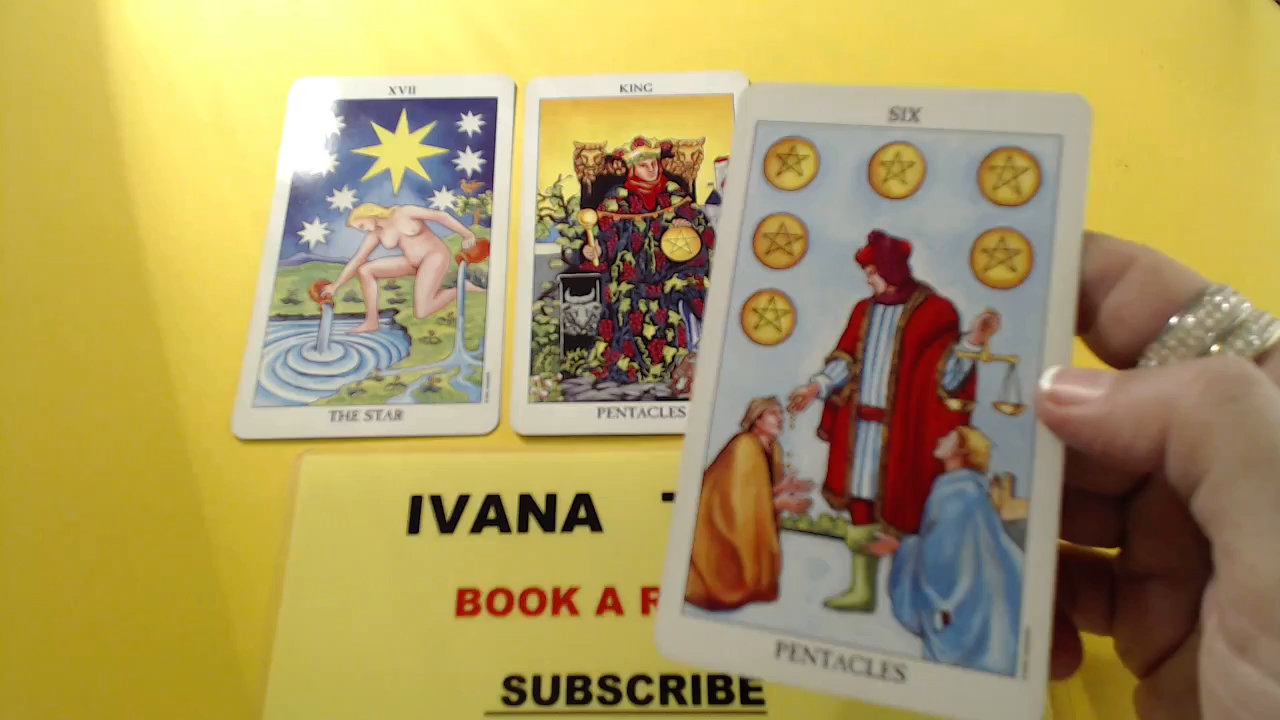 XVII
THE STAR
KING
PENTACLES
SIX
PENTACLES
IVANA
BOOK A
SUBSCRIBE